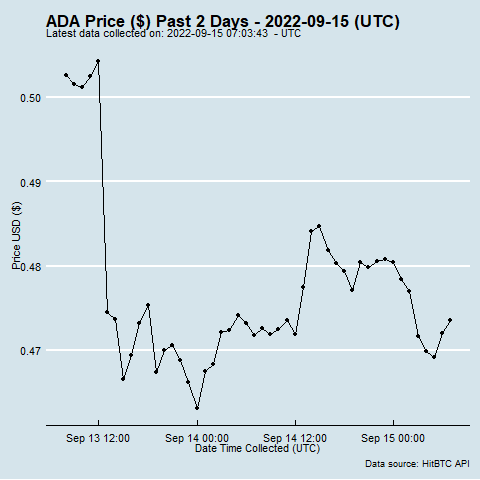 ADA Price ($) Past 2 Days - 2022-09-15 (UTC)
Latest data collected on: 2022-09-15 07:03:43 - UTC
Price USD ($)
0.50
0.49
0.48
0.47
Sep 13 12:00 Sep 14 00:00 Sep 14 12:00 Sep 15 00:00
Date Time Collected (UTC)
Data source: HitBTC API